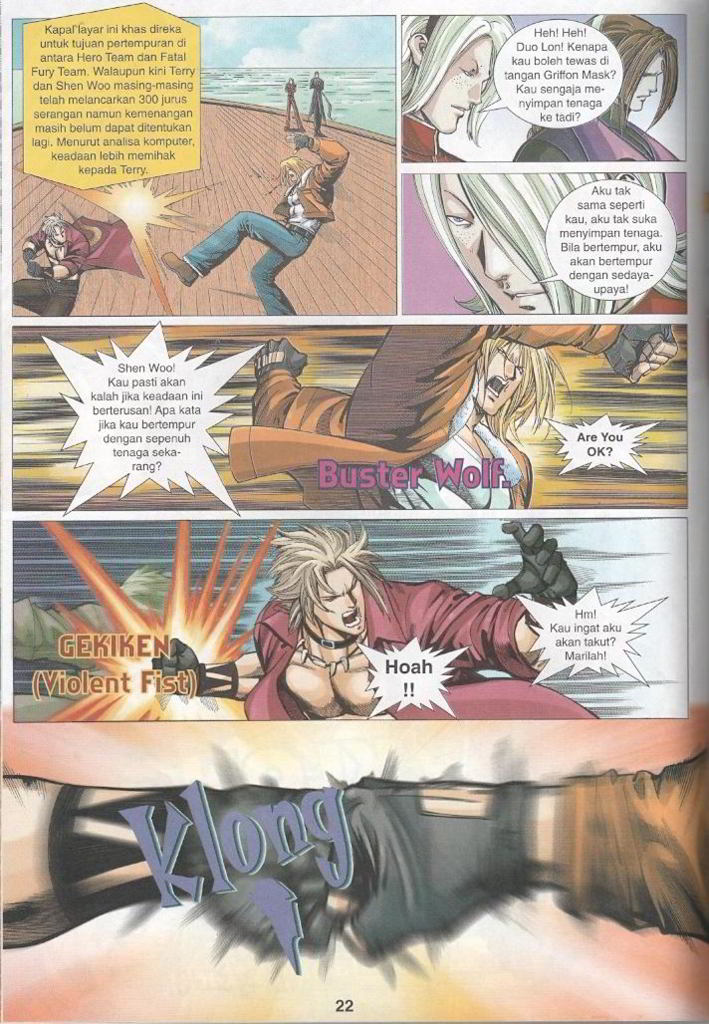 Kapal layar ini khas direka
untuk tujuan pertempuran di
antara Hero Team dan Fatal
Fury Team. Walaupun kini Terry
dan Shen Woo masing-masing
telah melancarkan 300 jurus
serangan namun kemenangan
masih belum dapat ditentukan
lagi. Menurut analisa komputer,
keadaan lebih memihak
kepada Terry.
Heh! Heh!
Duo Lon! Kenapa
kau boleh tewas di
tangan Griffon Mask?
Kau sengaja me-
nyimpan tenaga
ke tadi?
Aku tak
sama seperti
kau, aku tak suka
menyimpan tenaga.
Bila bertempur, aku
akan bertempur
dengan sedaya-
upaya!
Shen Woo!
Kau pasti akan
kalah jika keadaan ini
berterusan! Apa kata
jika kau bertempur
dengan sepenuh
tenaga seka-
rang?
Are You
OK?
Buster Wolf.
GEKIKEN
(Violent Fist)
Hoah
!!
Hm!
Kau ingat aku
akan takut?
Marilah!
Klong
22